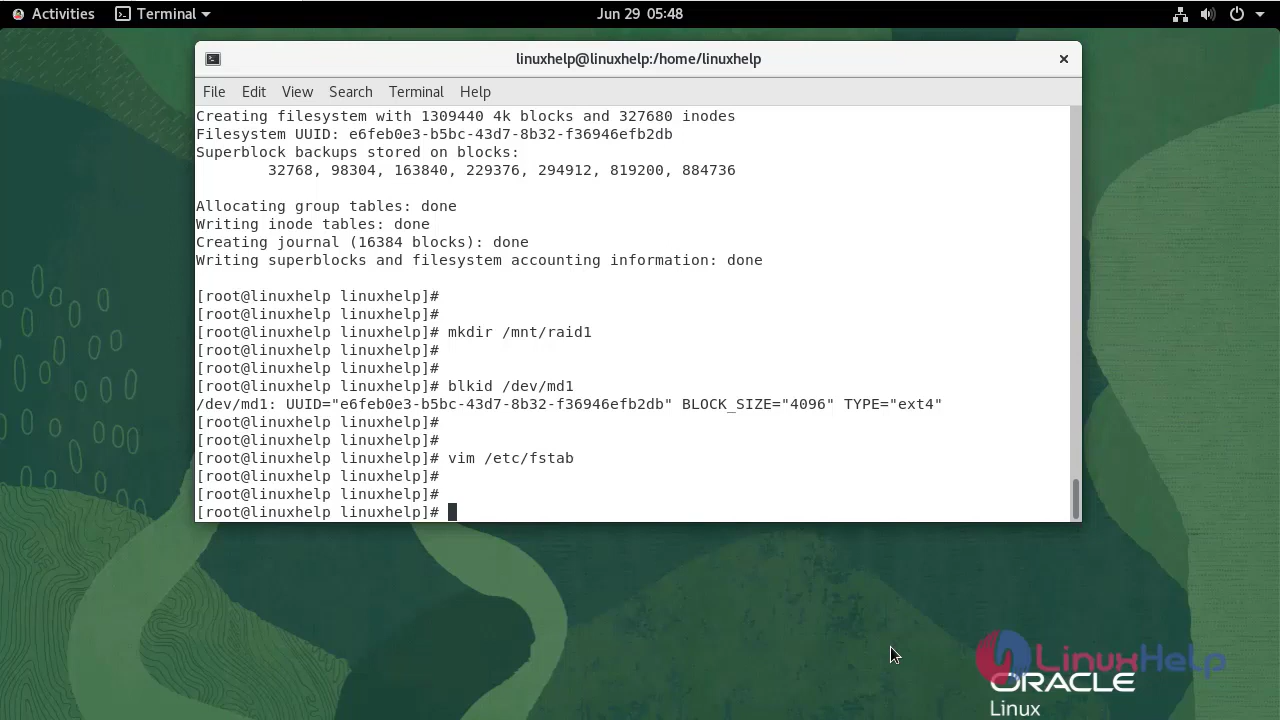 Activities Terminal Jun 29 05:48
linuxhelp@linuxhelp:/home/linuxhelp
File Edit View Search Terminal Help
Creating filesystem with 1309440 4k blocks and 327680 inodes
Filesystem UUID: e6feb0e3-b5bc-43d7-8b32-f36946efb2db
Superblock backups stored on blocks:
32768, 98304, 163840, 229376, 294912, 819200, 884736
Allocating group tables: done
Writing inode tables: done
Creating journal (16384 blocks): done
Writing superblocks and filesystem accounting information: done
[root@linuxhelp linuxhelp]#
[root@linuxhelp linuxhelp]#
[root@linuxhelp linuxhelp]# mkdir /mnt/raid1
[root@linuxhelp linuxhelp]#
[root@linuxhelp linuxhelp]#
[root@linuxhelp linuxhelp]# blkid /dev/md1
/dev/md1: UUID="e6feb0e3-b5bc-43d7-8b32-f36946efb2db" BLOCK_SIZE="4096" TYPE="ext4"
[root@linuxhelp linuxhelp]#
[root@linuxhelp linuxhelp]#
[root@linuxhelp linuxhelp]# vim /etc/fstab
[root@linuxhelp linuxhelp]#
[root@linuxhelp linuxhelp]#
[root@linuxhelp linuxhelp]#
LinuxHelp
ORACLE
Linux